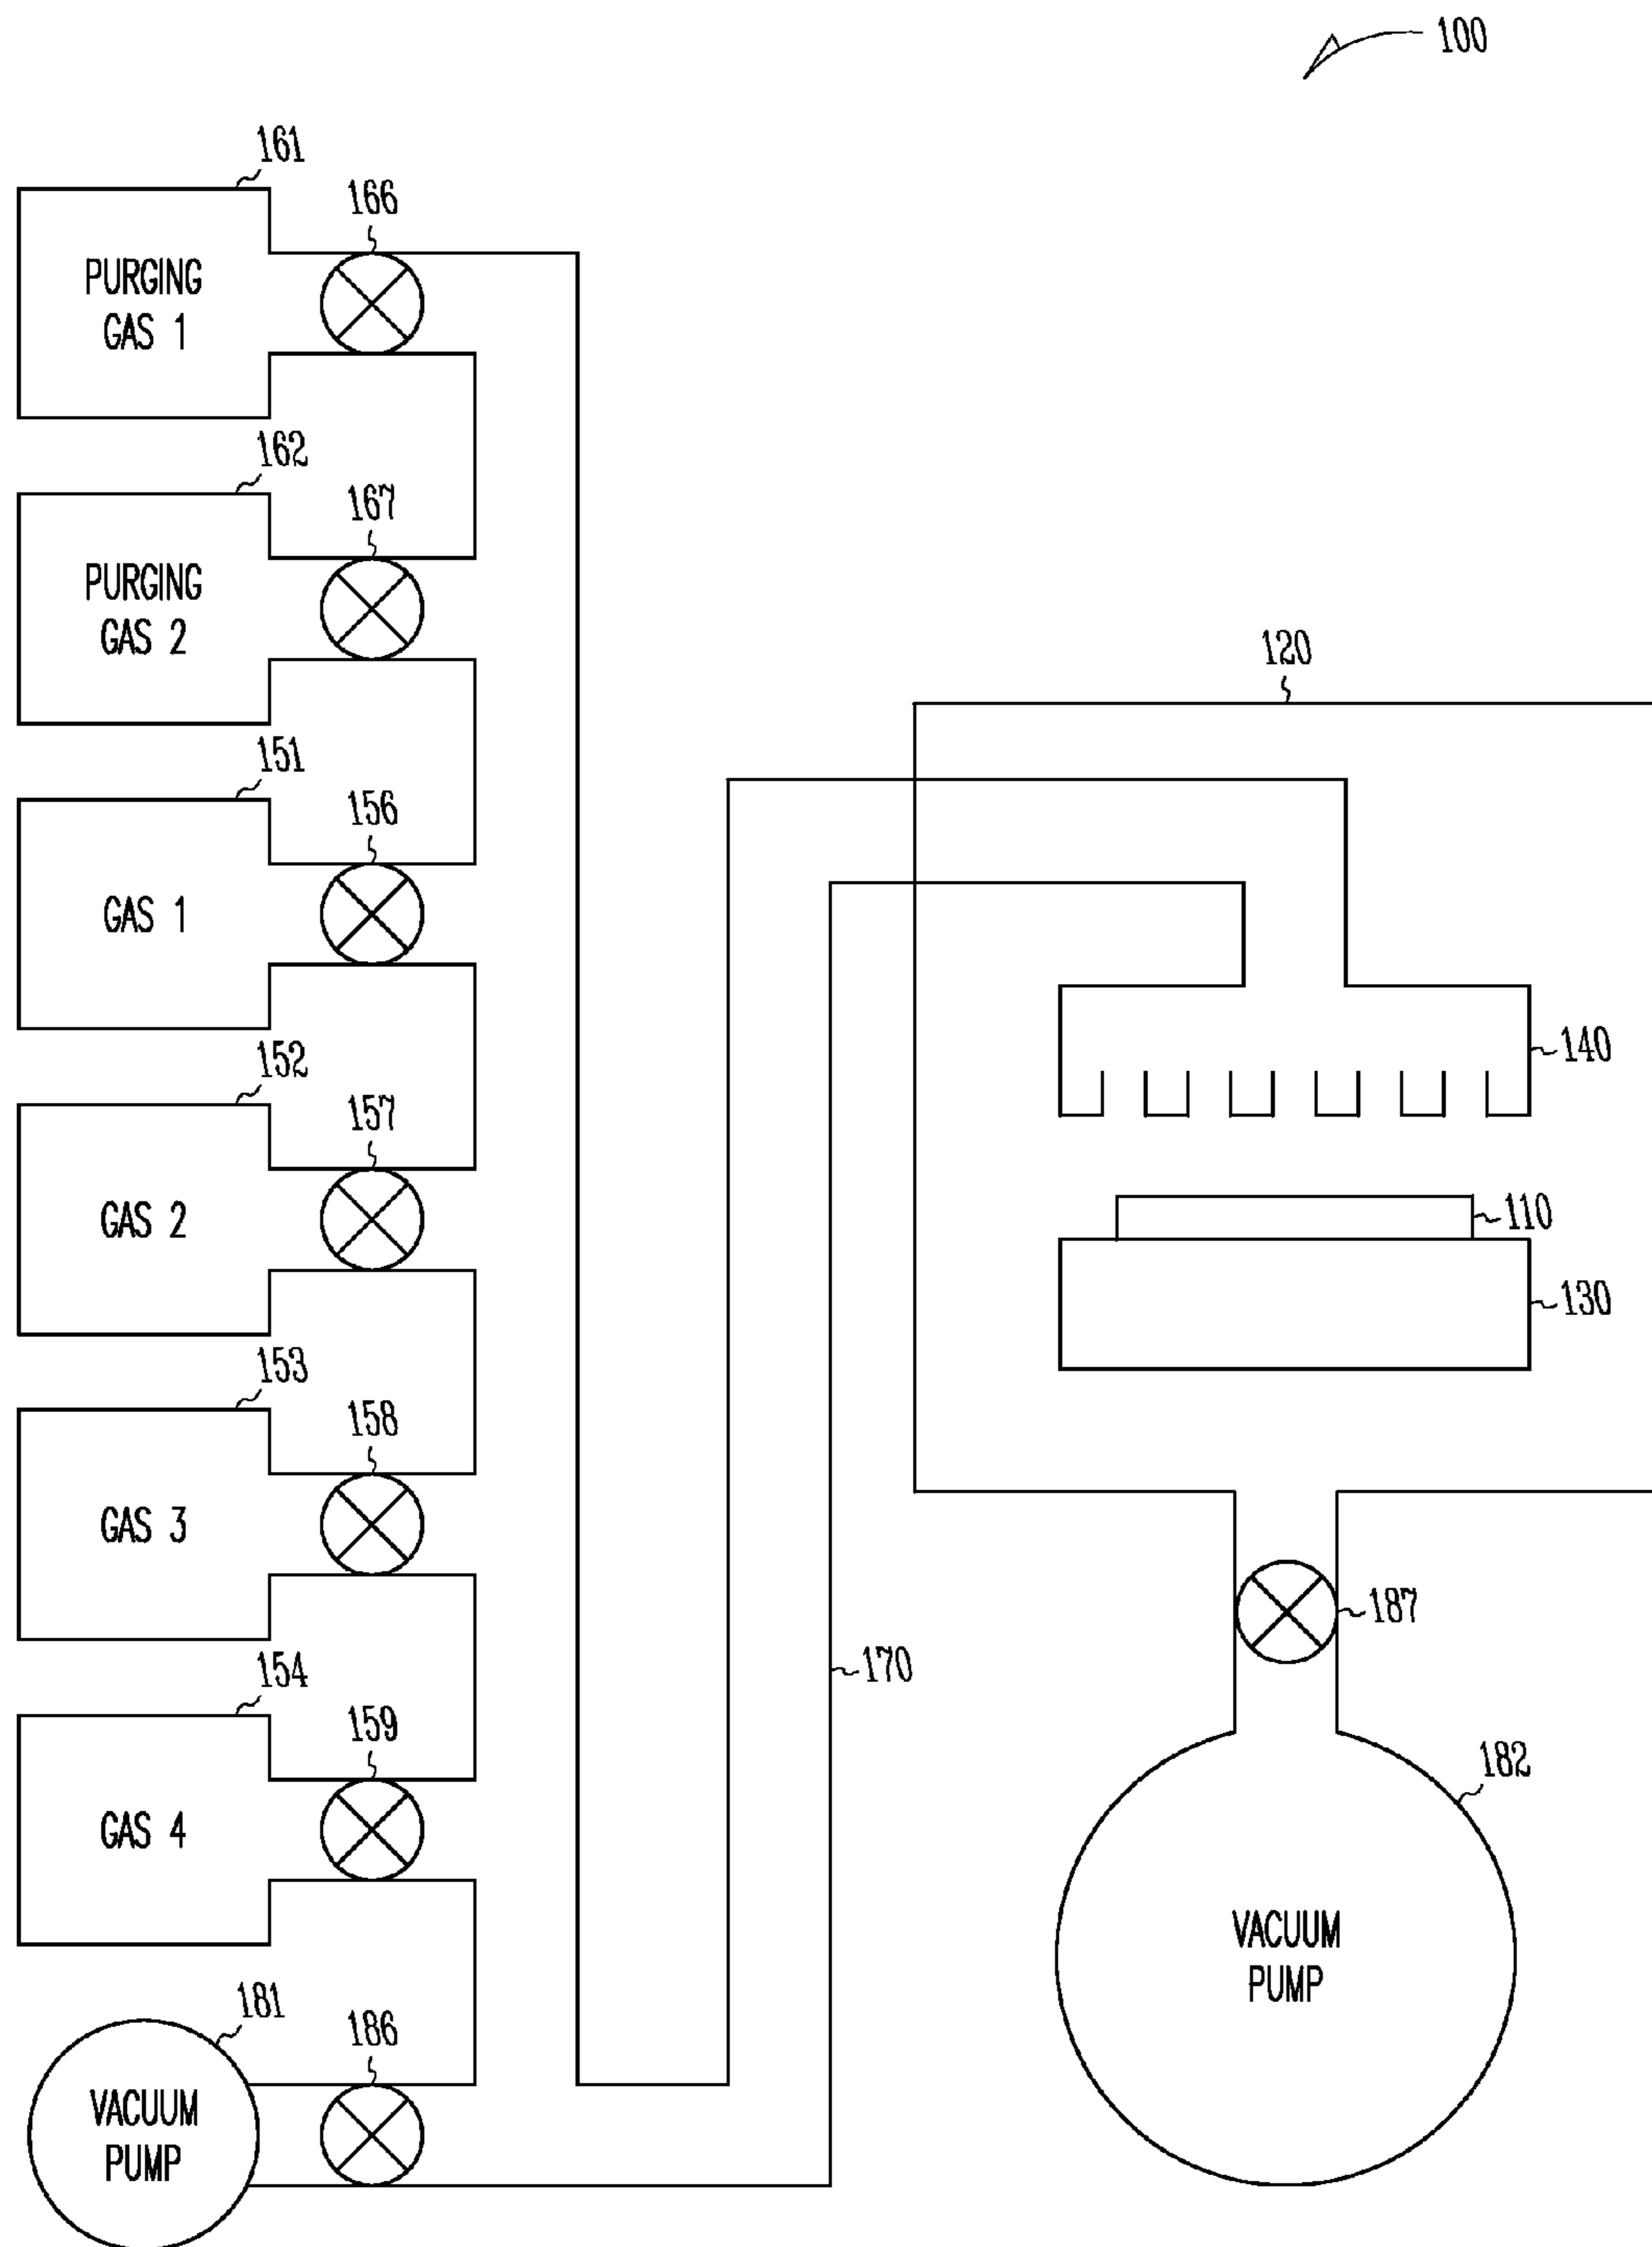 100
161
166
PURGING
GAS 1
162
167
PURGING
GAS 2
120
151
156
GAS 1
140
152
157
GAS 2
110
130
153
158
GAS 3
187
154
159
170
GAS 4
182
VACUUM
PUMP
181
186
VACUUM
PUMP